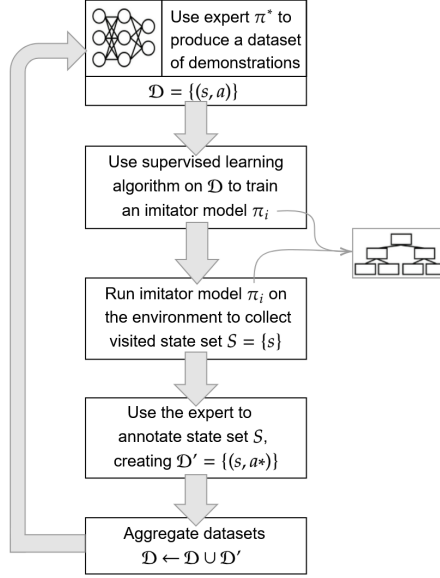 Use expert π* to
produce a dataset
of demonstrations
𝒟 = {(s, a)}
Use supervised learning
algorithm on 𝒟 to train
an imitator model πᵢ
Run imitator model πᵢ on
the environment to collect
visited state set S = {s}
Use the expert to
annotate state set S,
creating 𝒟′ = {(s, a∗)}
Aggregate datasets
𝒟 ← 𝒟 ∪ 𝒟′